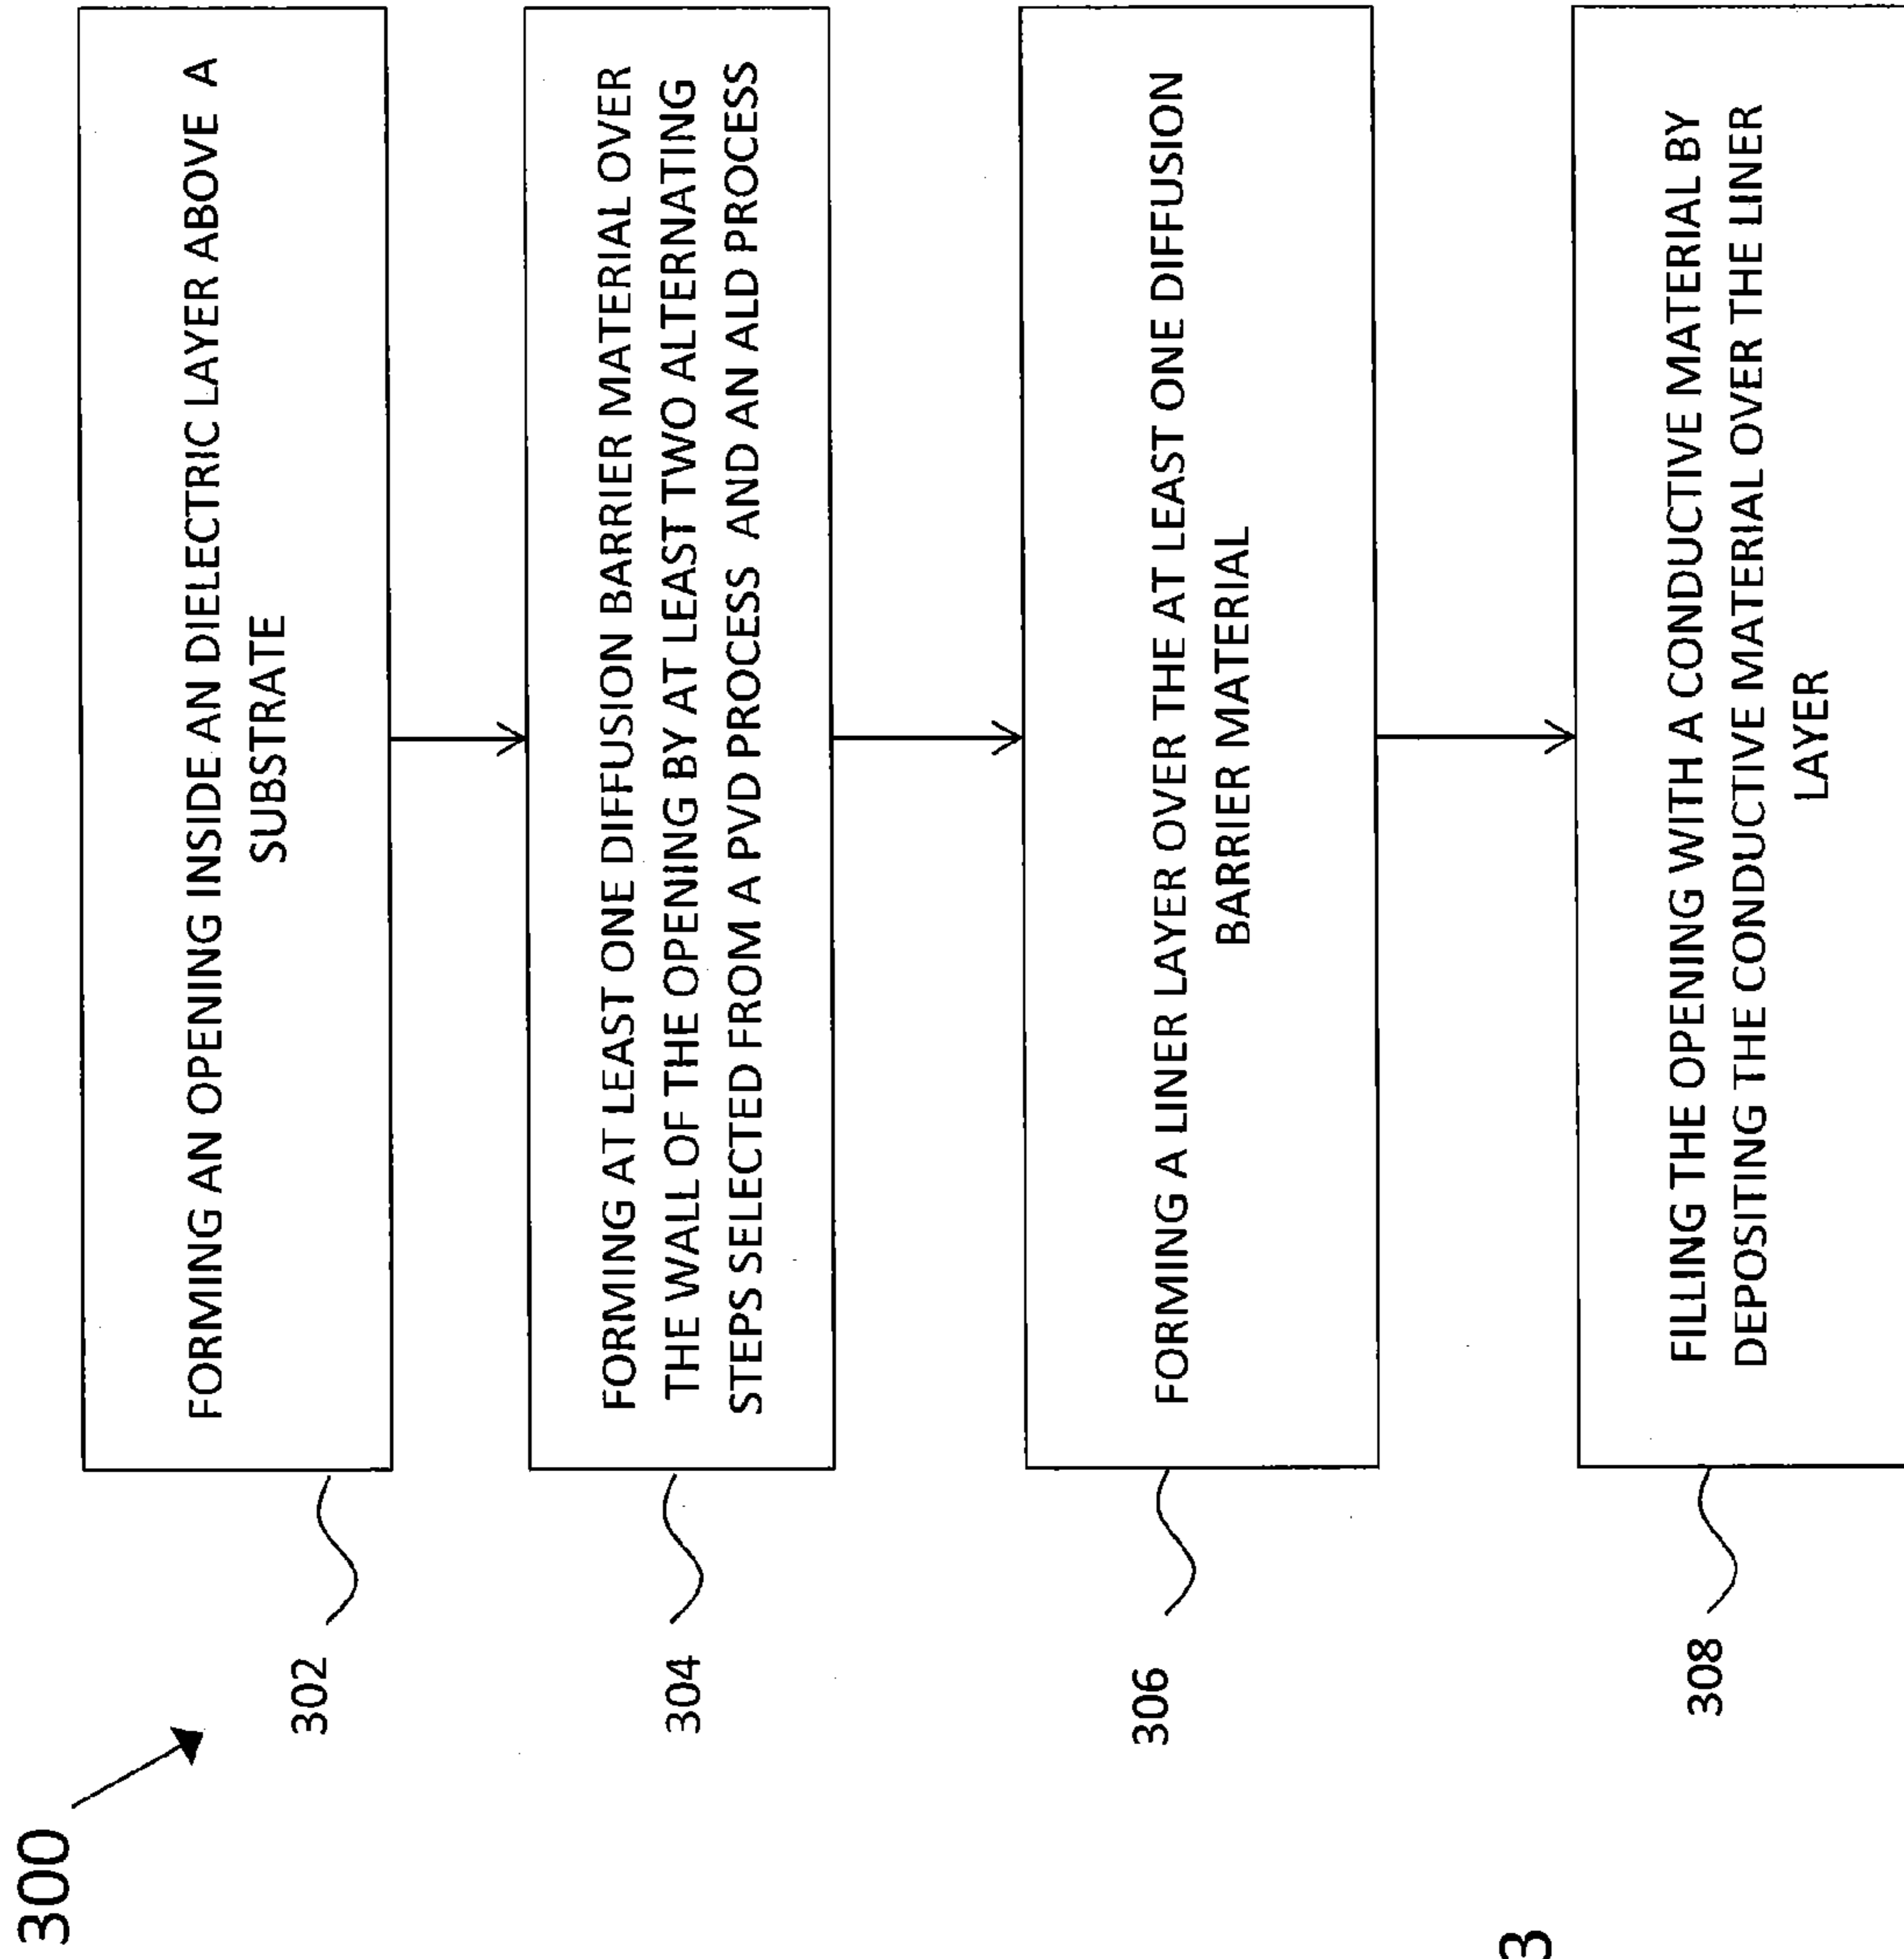 300
302
FORMING AN OPENING INSIDE AN DIELECTRIC LAYER ABOVE A
SUBSTRATE
304
FORMING AT LEAST ONE DIFFUSION BARRIER MATERIAL OVER
THE WALL OF THE OPENING BY AT LEAST TWO ALTERNATING
STEPS SELECTED FROM A PVD PROCESS AND AN ALD PROCESS
306
FORMING A LINER LAYER OVER THE AT LEAST ONE DIFFUSION
BARRIER MATERIAL
308
FILLING THE OPENING WITH A CONDUCTIVE MATERIAL BY
DEPOSITING THE CONDUCTIVE MATERIAL OVER THE LINER
LAYER
3